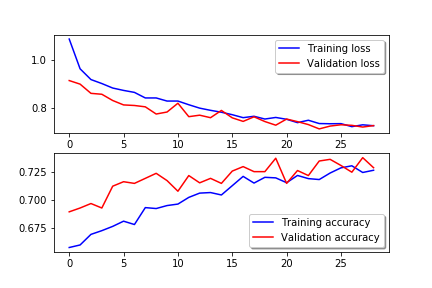 1.0
0.8
Training loss
Validation loss
0 5 10 15 20 25
0.725
0.700
0.675
Training accuracy
Validation accuracy
0 5 10 15 20 25